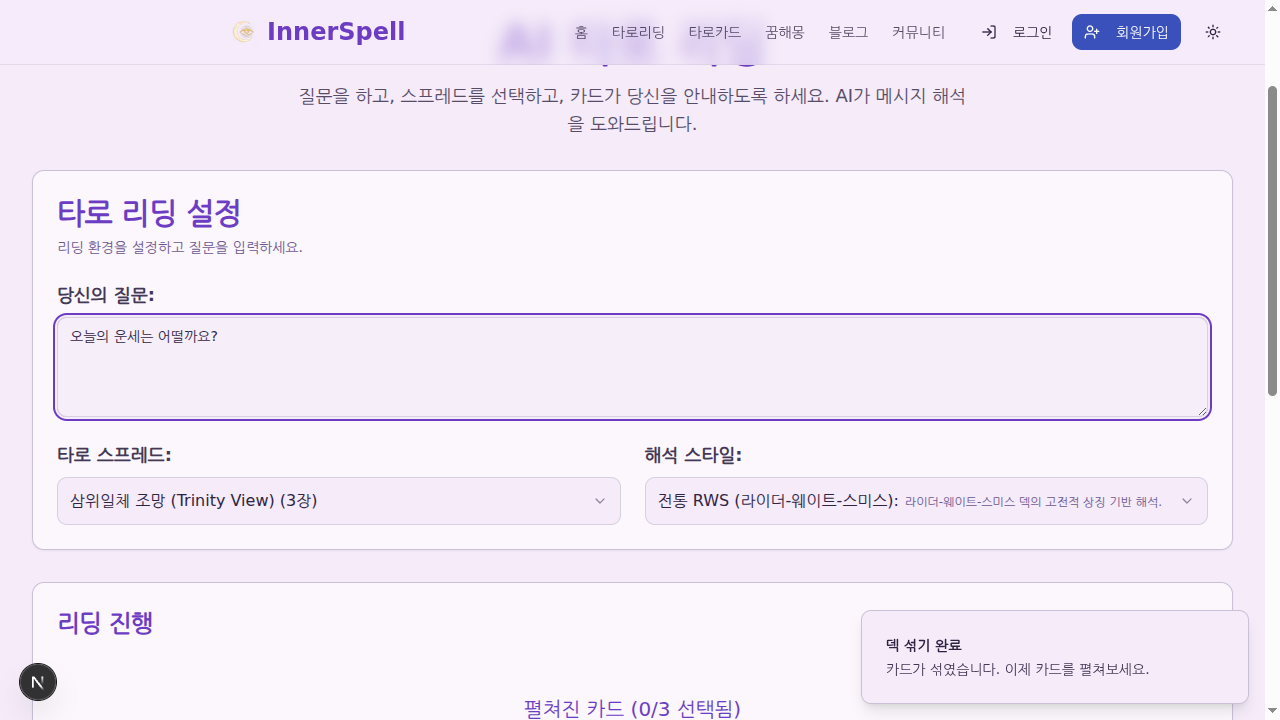 InnerSpell
홈
타로리딩
타로카드
꿈해몽
블로그
커뮤니티
로그인
회원가입
질문을 하고, 스프레드를 선택하고, 카드가 당신을 안내하도록 하세요. AI가 메시지 해석
을 도와드립니다.
타로 리딩 설정
리딩 환경을 설정하고 질문을 입력하세요.
당신의 질문:
오늘의 운세는 어떨까요?
타로 스프레드:
해석 스타일:
삼위일체 조망 (Trinity View) (3장)
전통 RWS (라이더-웨이트-스미스): 라이더-웨이트-스미스 덱의 고전적 상징 기반 해석.
리딩 진행
덱 섞기 완료
카드가 섞였습니다. 이제 카드를 펼쳐보세요.
N
펼쳐진 카드 (0/3 선택됨)